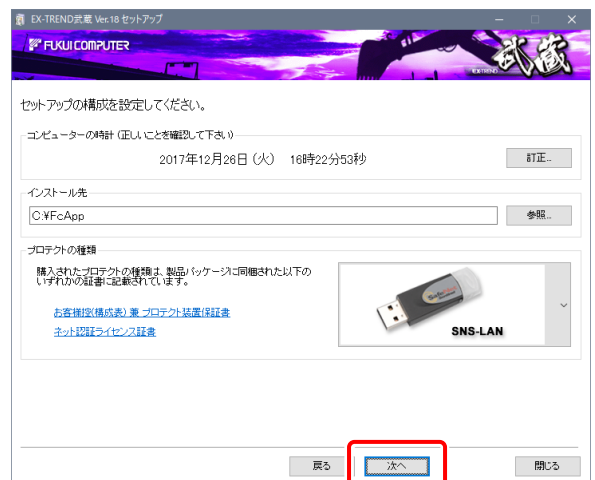 EX-TREND武蔵 Ver.18 セットアップ
FUKUI COMPUTER
EX-TREND 武蔵
セットアップの構成を設定してください。
コンピューターの時計 (正しいことを確認して下さい)
2017年12月26日 (火) 16時22分53秒
訂正...
インストール先
C:¥FcApp
参照...
プロテクトの種類
購入されたプロテクトの種類は、製品パッケージに同梱された以下の
いずれかの証書に記載されています。
お客様控(構成表) 兼 プロテクト装置保証書
ネット認証ライセンス証書
SNS-LAN
戻る
次へ
閉じる